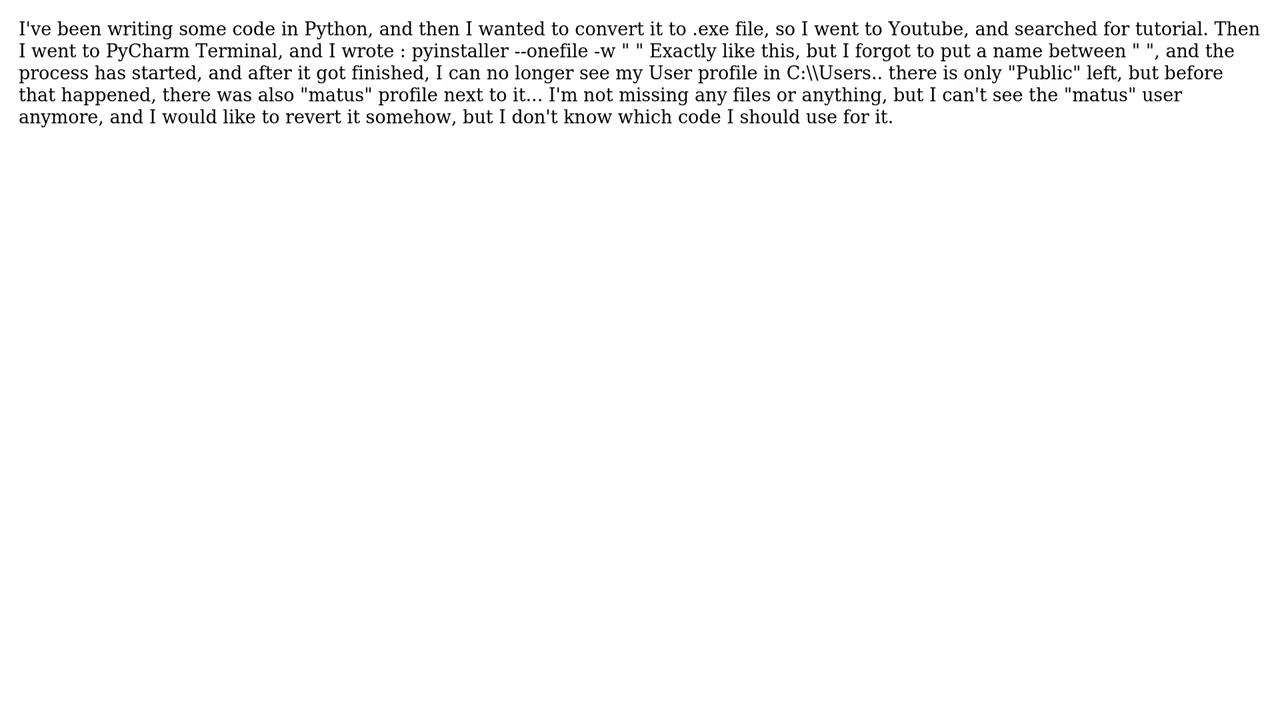 I've been writing some code in Python, and then I wanted to convert it to .exe file, so I went to Youtube, and searched for tutorial. Then
I went to PyCharm Terminal, and I wrote : pyinstaller --onefile -w " " Exactly like this, but I forgot to put a name between " ", and the
process has started, and after it got finished, I can no longer see my User profile in C:\\Users.. there is only "Public" left, but before
that happened, there was also "matus" profile next to it... I'm not missing any files or anything, but I can't see the "matus" user
anymore, and I would like to revert it somehow, but I don't know which code I should use for it.